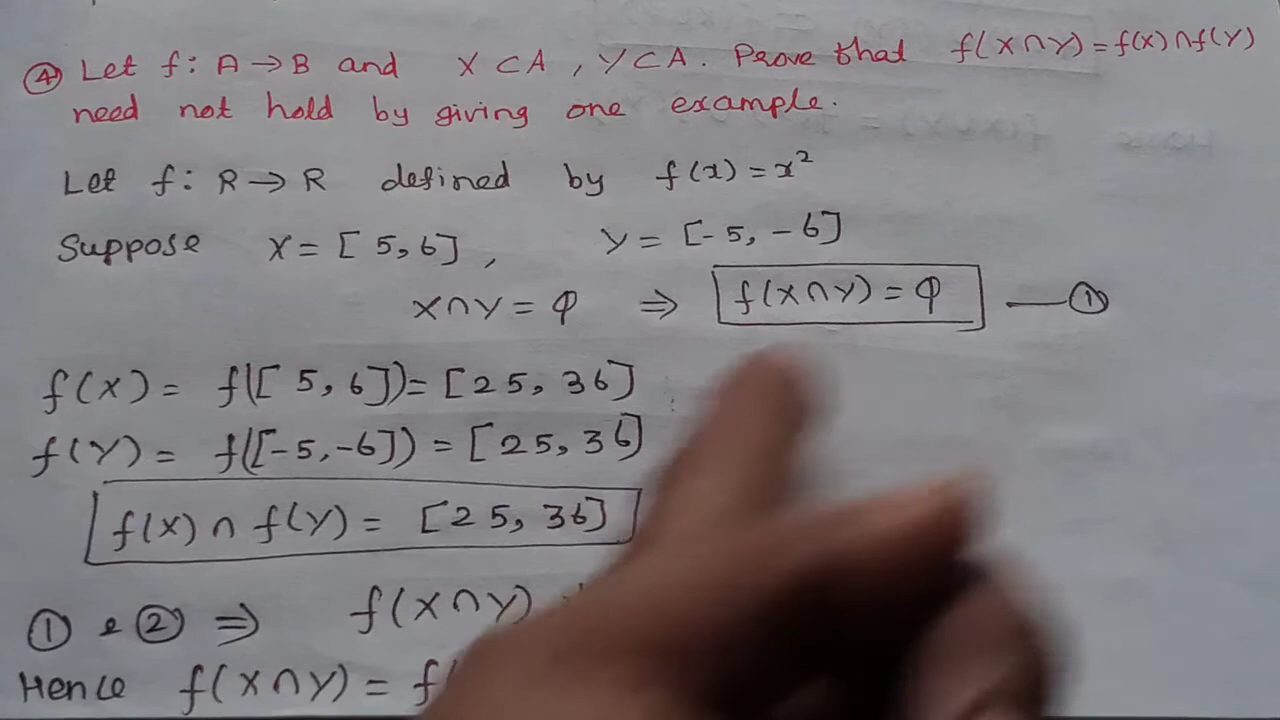 ④ Let f: A → B and X ⊂ A , Y ⊂ A . Prove that f(X∩Y) = f(X)∩f(Y)
need not hold by giving one example.
Let f: R → R defined by f(x) = x²
Suppose X = [5, 6] , Y = [-5, -6]
X∩Y = φ ⇒ f(X∩Y) = φ — ①
f(X) = f([5, 6]) = [25, 36]
f(Y) = f([-5, -6]) = [25, 36]
f(X) ∩ f(Y) = [25, 36]
① & ② ⇒ f(X∩Y)
Hence f(X∩Y) = f(